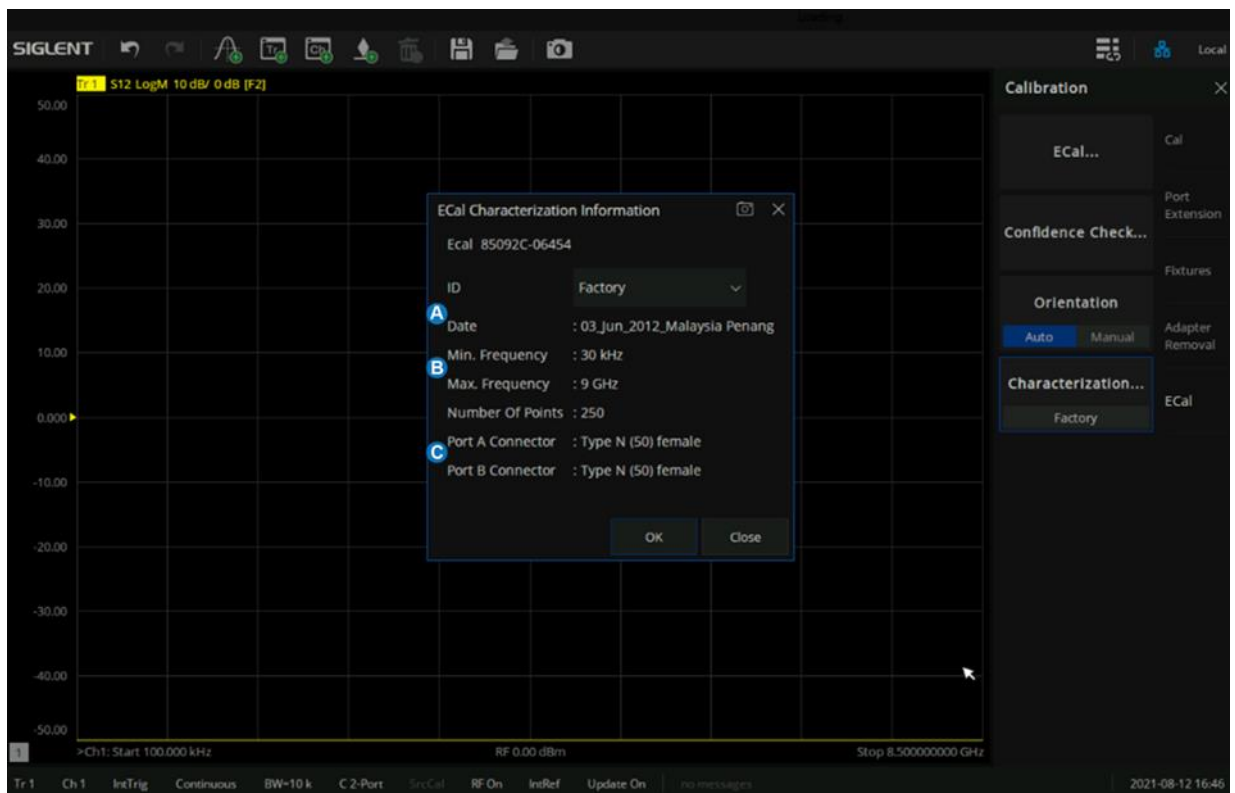 SIGLENT
Local
Tr 1 S12 LogM 10 dB/ 0 dB [F2]
50.00
40.00
30.00
20.00
10.00
0.000
-10.00
-20.00
-30.00
-40.00
-50.00
ECal Characterization Information
Ecal 85092C-06454
ID Factory
A
Date : 03_Jun_2012_Malaysia Penang
Min. Frequency : 30 kHz
B
Max. Frequency : 9 GHz
Number Of Points : 250
Port A Connector : Type N (50) female
C
Port B Connector : Type N (50) female
OK Close
Calibration
ECal...
Confidence Check...
Orientation
Auto Manual
Characterization...
Factory
Cal
Port
Extension
Fixtures
Adapter
Removal
ECal
1 >Ch1: Start 100.000 kHz RF 0.00 dBm Stop 8.500000000 GHz
Tr 1 Ch 1 IntTrig Continuous BW=10 k C 2-Port SrcCal RF On IntRef Update On no messages 2021-08-12 16:46